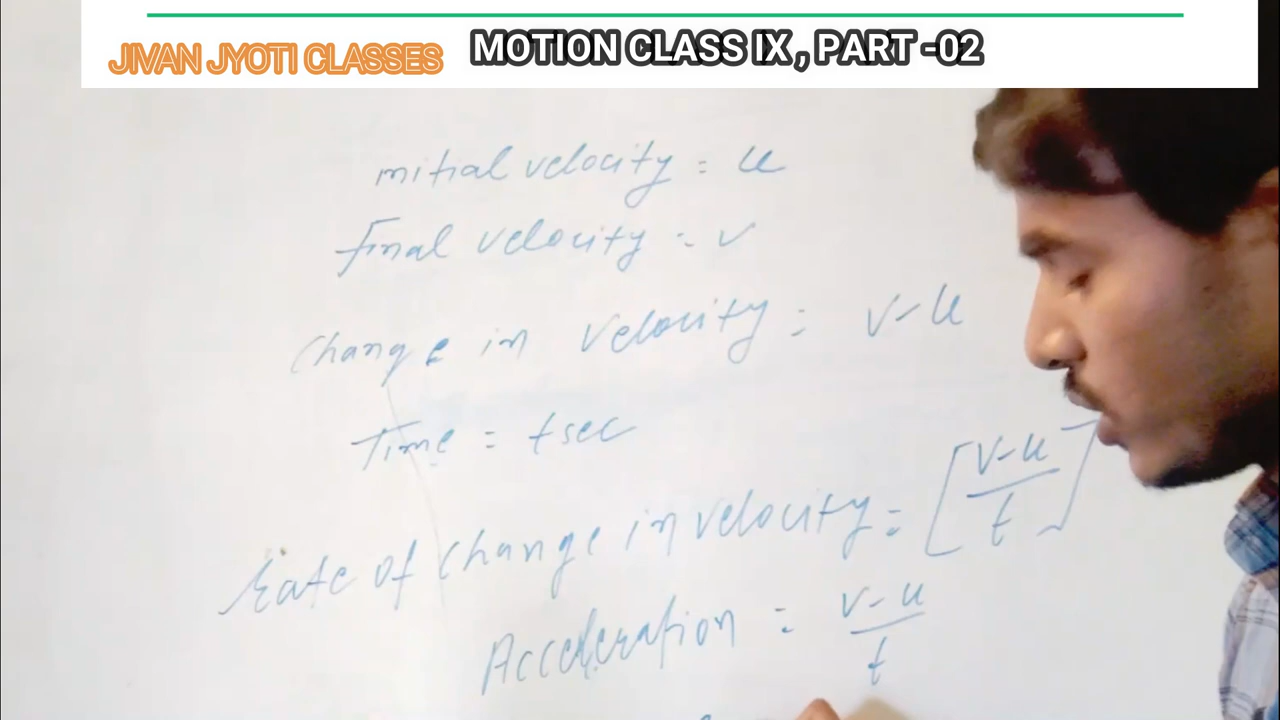 JIVAN JYOTI CLASSES MOTION CLASS IX , PART -02
initial velocity = u
final velocity = v
Change in velocity = v-u
Time = t sec
Rate of change in velocity = [v-u/t]
Acceleration = v-u/t